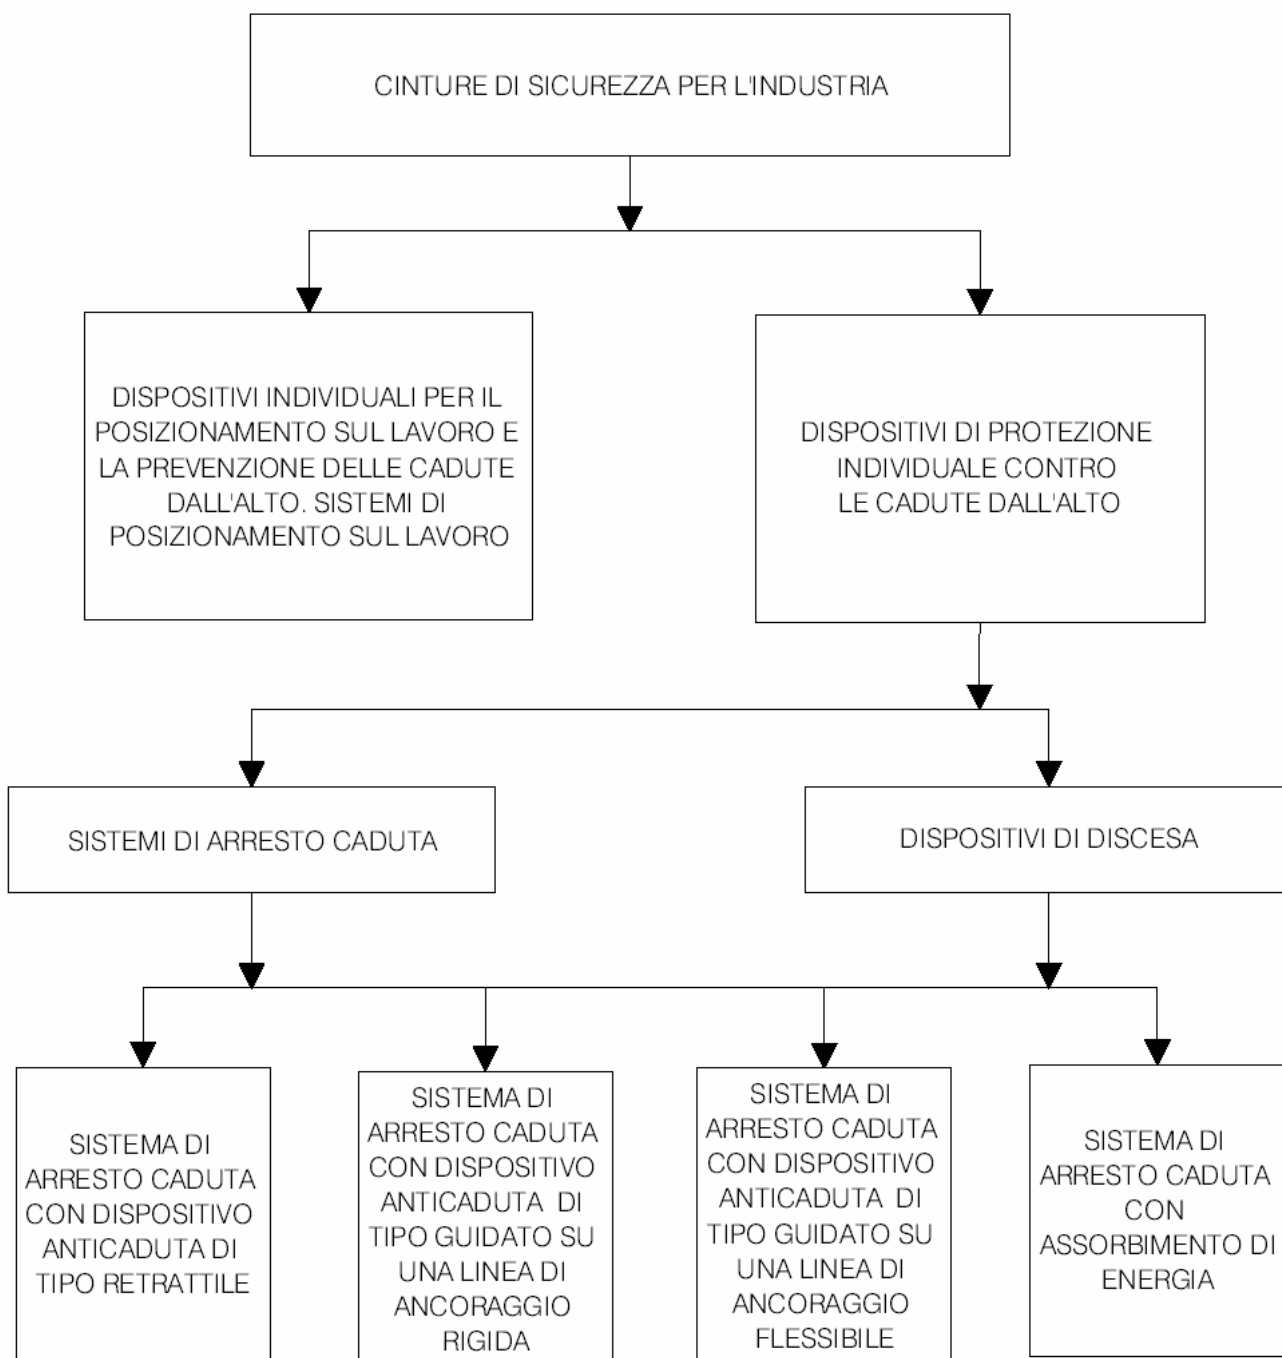 CINTURE DI SICUREZZA PER L'INDUSTRIA
DISPOSITIVI INDIVIDUALI PER IL
POSIZIONAMENTO SUL LAVORO E
LA PREVENZIONE DELLE CADUTE
DALL'ALTO. SISTEMI DI
POSIZIONAMENTO SUL LAVORO
DISPOSITIVI DI PROTEZIONE
INDIVIDUALE CONTRO
LE CADUTE DALL'ALTO
SISTEMI DI ARRESTO CADUTA
DISPOSITIVI DI DISCESA
SISTEMA DI
ARRESTO CADUTA
CON DISPOSITIVO
ANTICADUTA DI
TIPO RETRATTILE
SISTEMA DI
ARRESTO CADUTA
CON DISPOSITIVO
ANTICADUTA DI
TIPO GUIDATO SU
UNA LINEA DI
ANCORAGGIO
RIGIDA
SISTEMA DI
ARRESTO CADUTA
CON DISPOSITIVO
ANTICADUTA DI
TIPO GUIDATO SU
UNA LINEA DI
ANCORAGGIO
FLESSIBILE
SISTEMA DI
ARRESTO CADUTA
CON
ASSORBIMENTO DI
ENERGIA